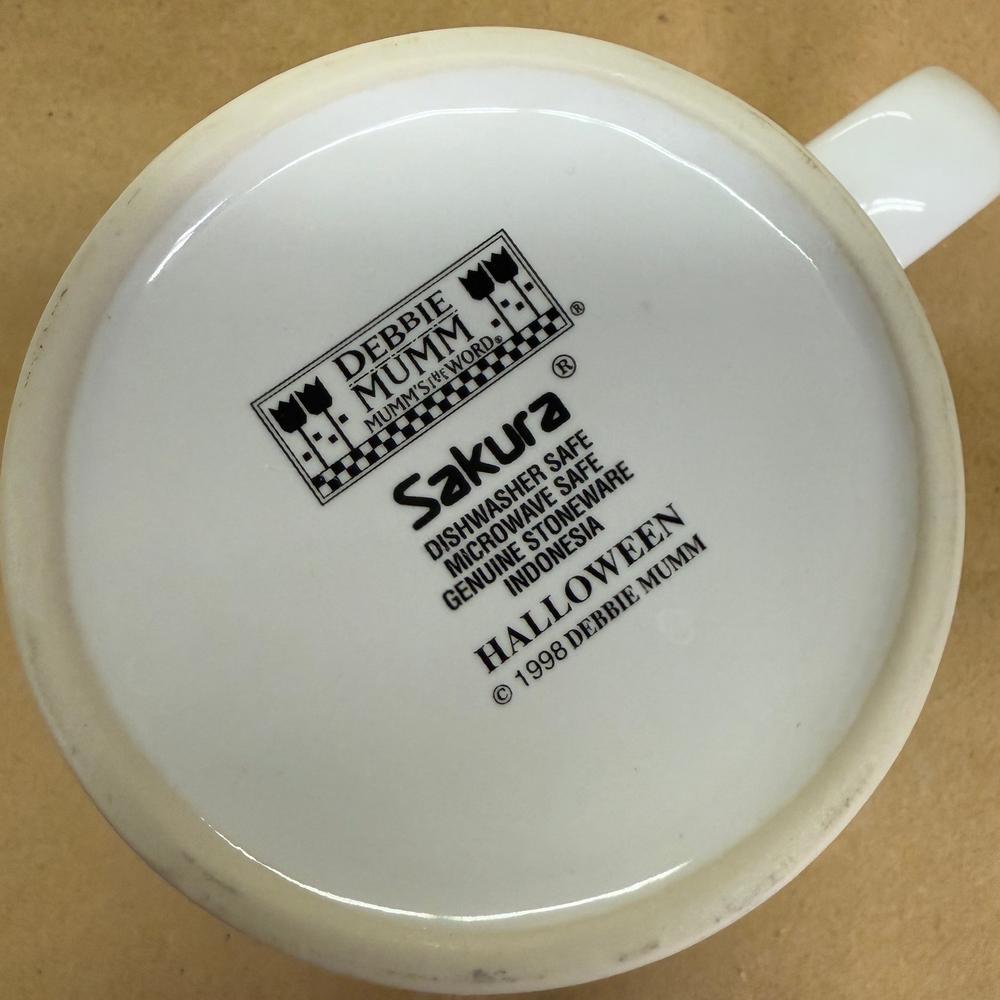 DEBBIE
MUMM
MUMM'S THE WORD®
®
Sakura®
DISHWASHER SAFE
MICROWAVE SAFE
GENUINE STONEWARE
INDONESIA
HALLOWEEN
© 1998 DEBBIE MUMM